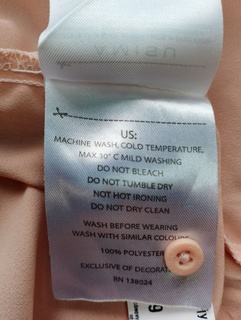 US:
MACHINE WASH, COLD TEMPERATURE,
MAX 30° C MILD WASHING
DO NOT BLEACH
DO NOT TUMBLE DRY
NOT HOT IRONING
DO NOT DRY CLEAN
WASH BEFORE WEARING
WASH WITH SIMILAR COLOURS
100% POLYESTER
EXCLUSIVE OF DECORAT
RN 138024